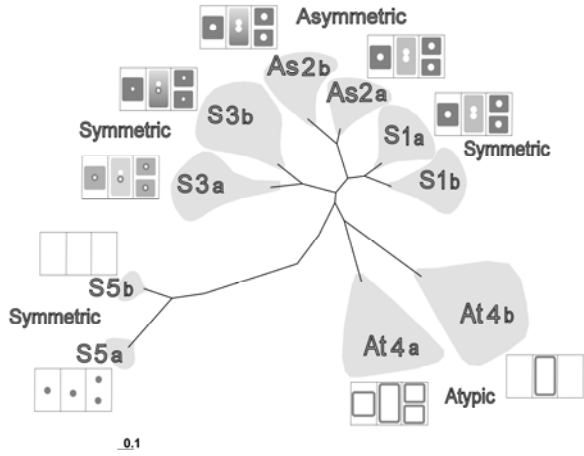 Asymmetric
As2b
As2a
S3b
S1a
Symmetric
Symmetric
S3a
S1b
S5b
Symmetric
S5a
At4b
At4a
Atypic
0.1